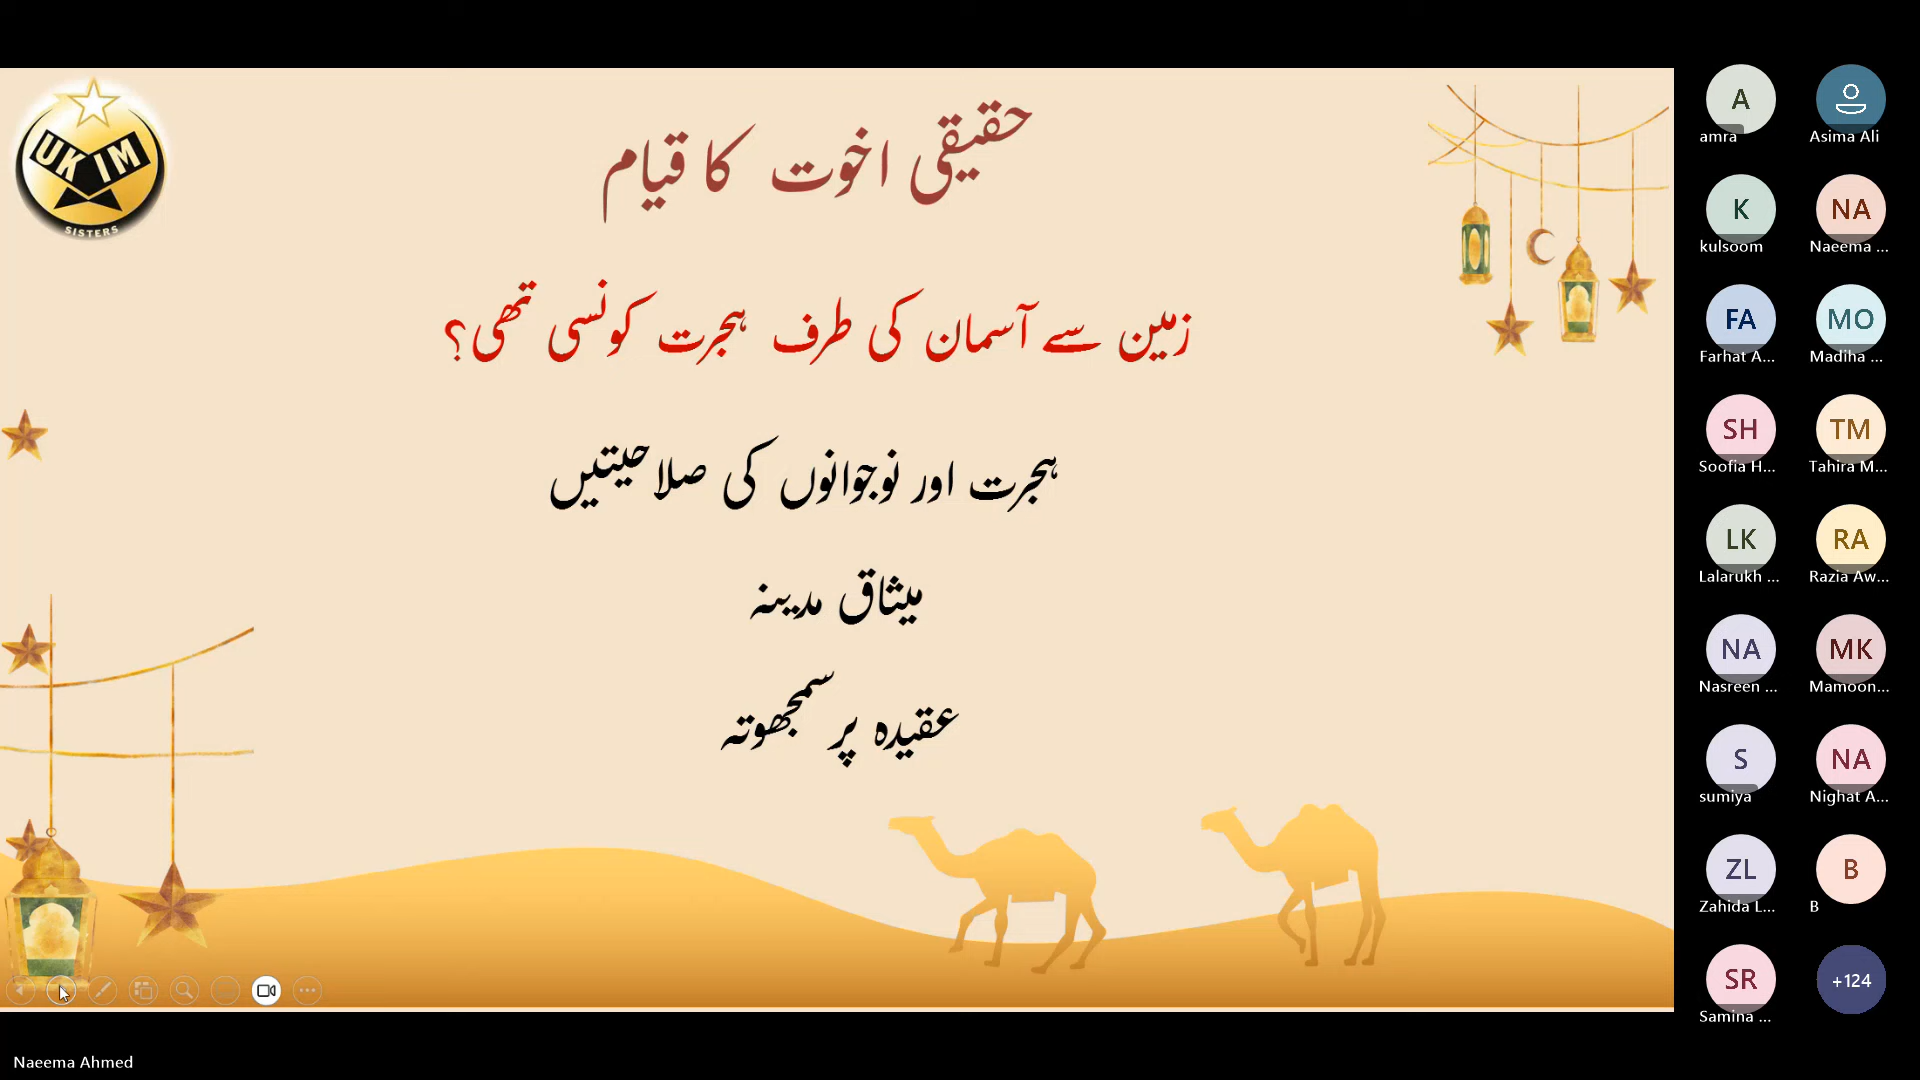 UK IM
SISTERS
حقیقی اخوت کا قیام
زمین سے آسمان کی طرف ہجرت کونسی تھی؟
ہجرت اور نوجوانوں کی صلاحیتیں
میثاق مدینہ
عقیدہ پر سمجھوتہ
A
amra
Asima Ali
K
kulsoom
NA
Naeema ...
FA
Farhat A...
MO
Madiha ...
SH
Soofia H...
TM
Tahira M...
LK
Lalarukh ...
RA
Razia Aw...
NA
Nasreen ...
MK
Mamoon...
S
sumiya
NA
Nighat A...
ZL
Zahida L...
B
B
SR
Samina ...
+124
Naeema Ahmed